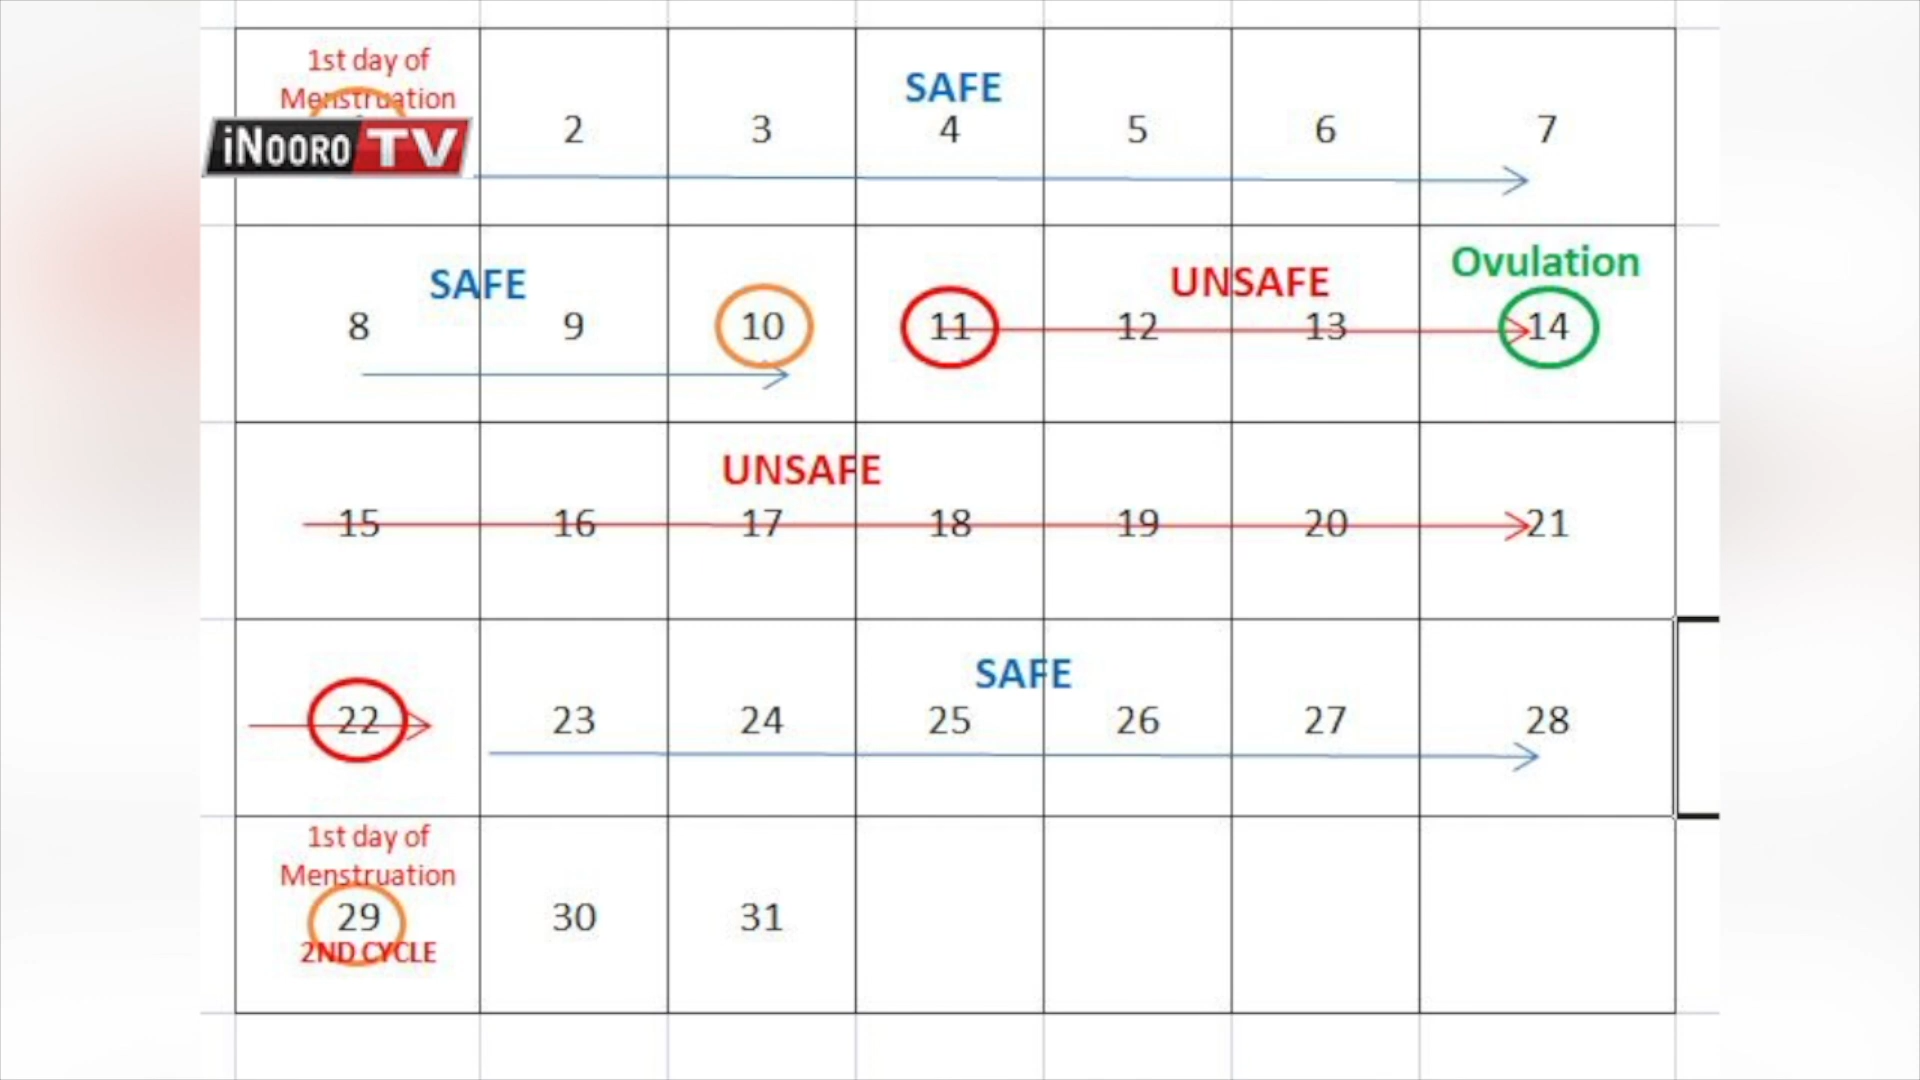 1st day of
Menstruation
SAFE
iNOORO TV
2 3 4 5 6 7
SAFE UNSAFE Ovulation
8 9 10 11 12 13 14
UNSAFE
15 16 17 18 19 20 21
SAFE
22 23 24 25 26 27 28
1st day of
Menstruation
29 30 31
2ND CYCLE